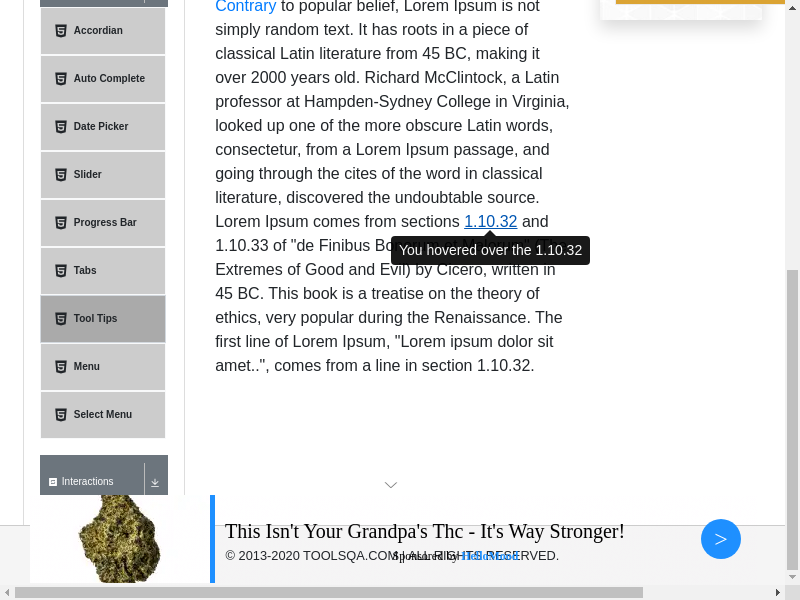 Accordian
Auto Complete
Date Picker
Slider
Progress Bar
Tabs
Tool Tips
Menu
Select Menu
Interactions
Contrary to popular belief, Lorem Ipsum is not
simply random text. It has roots in a piece of
classical Latin literature from 45 BC, making it
over 2000 years old. Richard McClintock, a Latin
professor at Hampden-Sydney College in Virginia,
looked up one of the more obscure Latin words,
consectetur, from a Lorem Ipsum passage, and
going through the cites of the word in classical
literature, discovered the undoubtable source.
Lorem Ipsum comes from sections 1.10.32 and
You hovered over the 1.10.32
1.10.33 of "de Finibus Bonorum et Malorum" (The
Extremes of Good and Evil) by Cicero, written in
45 BC. This book is a treatise on the theory of
ethics, very popular during the Renaissance. The
first line of Lorem Ipsum, "Lorem ipsum dolor sit
amet..", comes from a line in section 1.10.32.
This Isn't Your Grandpa's Thc - It's Way Stronger!
© 2013-2020 TOOLSQA.COM | ALL RIGHTS RESERVED.
Sponsored by
>